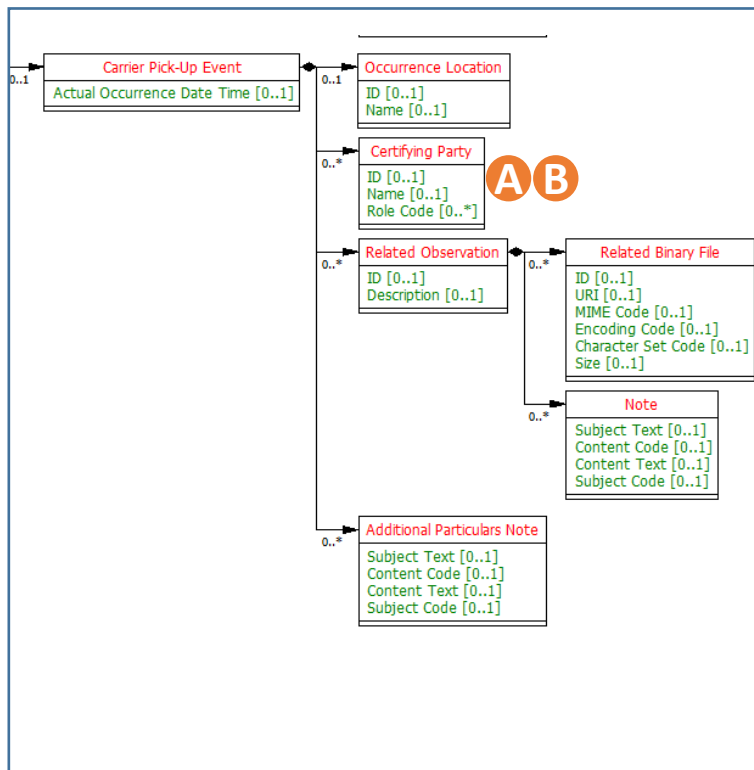 0..1
Carrier Pick-Up Event
Actual Occurrence Date Time [0..1]
0..1
Occurrence Location
ID [0..1]
Name [0..1]
0..*
Certifying Party
ID [0..1]
Name [0..1]
Role Code [0..*]
A B
0..*
Related Observation
ID [0..1]
Description [0..1]
0..*
Related Binary File
ID [0..1]
URI [0..1]
MIME Code [0..1]
Encoding Code [0..1]
Character Set Code [0..1]
Size [0..1]
0..*
Note
Subject Text [0..1]
Content Code [0..1]
Content Text [0..1]
Subject Code [0..1]
0..*
Additional Particulars Note
Subject Text [0..1]
Content Code [0..1]
Content Text [0..1]
Subject Code [0..1]